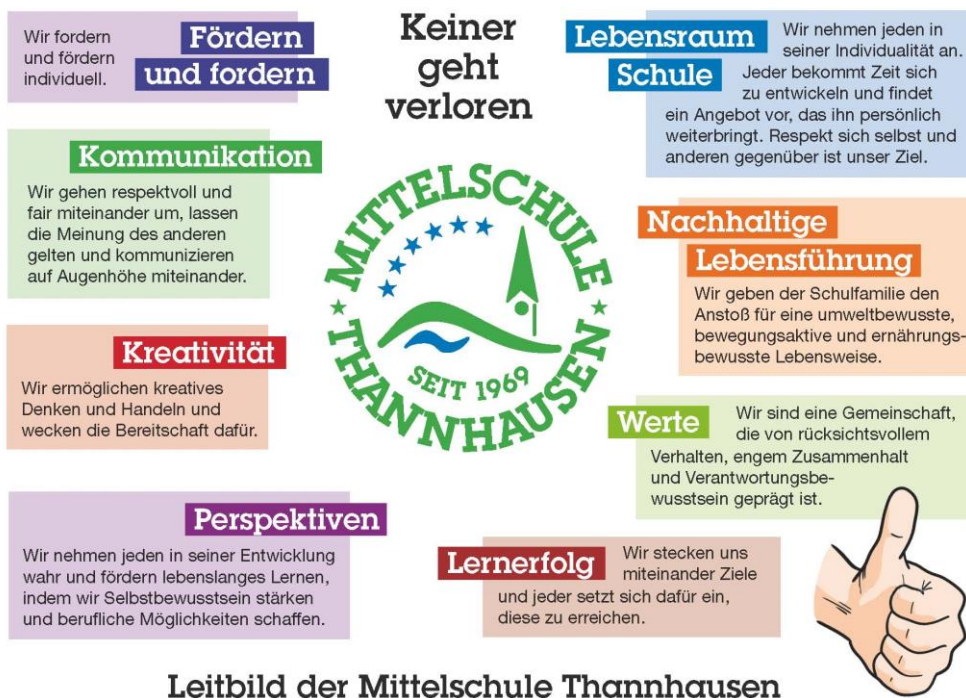 Wir fordern
und fördern
individuell.
Fördern
und fordern
Keiner
geht
verloren
Lebensraum
Schule
Wir nehmen jeden in
seiner Individualität an.
Jeder bekommt Zeit sich
zu entwickeln und findet
ein Angebot vor, das ihn persönlich
weiterbringt. Respekt sich selbst und
anderen gegenüber ist unser Ziel.
Kommunikation
Wir gehen respektvoll und
fair miteinander um, lassen
die Meinung des anderen
gelten und kommunizieren
auf Augenhöhe miteinander.
MITTELSCHULE
THANNHAUSEN
SEIT 1969
Nachhaltige
Lebensführung
Wir geben der Schulfamilie den
Anstoß für eine umweltbewusste,
bewegungsaktive und ernährungs-
bewusste Lebensweise.
Kreativität
Wir ermöglichen kreatives
Denken und Handeln und
wecken die Bereitschaft dafür.
Werte
Wir sind eine Gemeinschaft,
die von rücksichtsvollem
Verhalten, engem Zusammenhalt
und Verantwortungsbe-
wusstsein geprägt ist.
Perspektiven
Wir nehmen jeden in seiner Entwicklung
wahr und fördern lebenslanges Lernen,
indem wir Selbstbewusstsein stärken
und berufliche Möglichkeiten schaffen.
Lernerfolg
Wir stecken uns
miteinander Ziele
und jeder setzt sich dafür ein,
diese zu erreichen.
Leitbild der Mittelschule Thannhausen